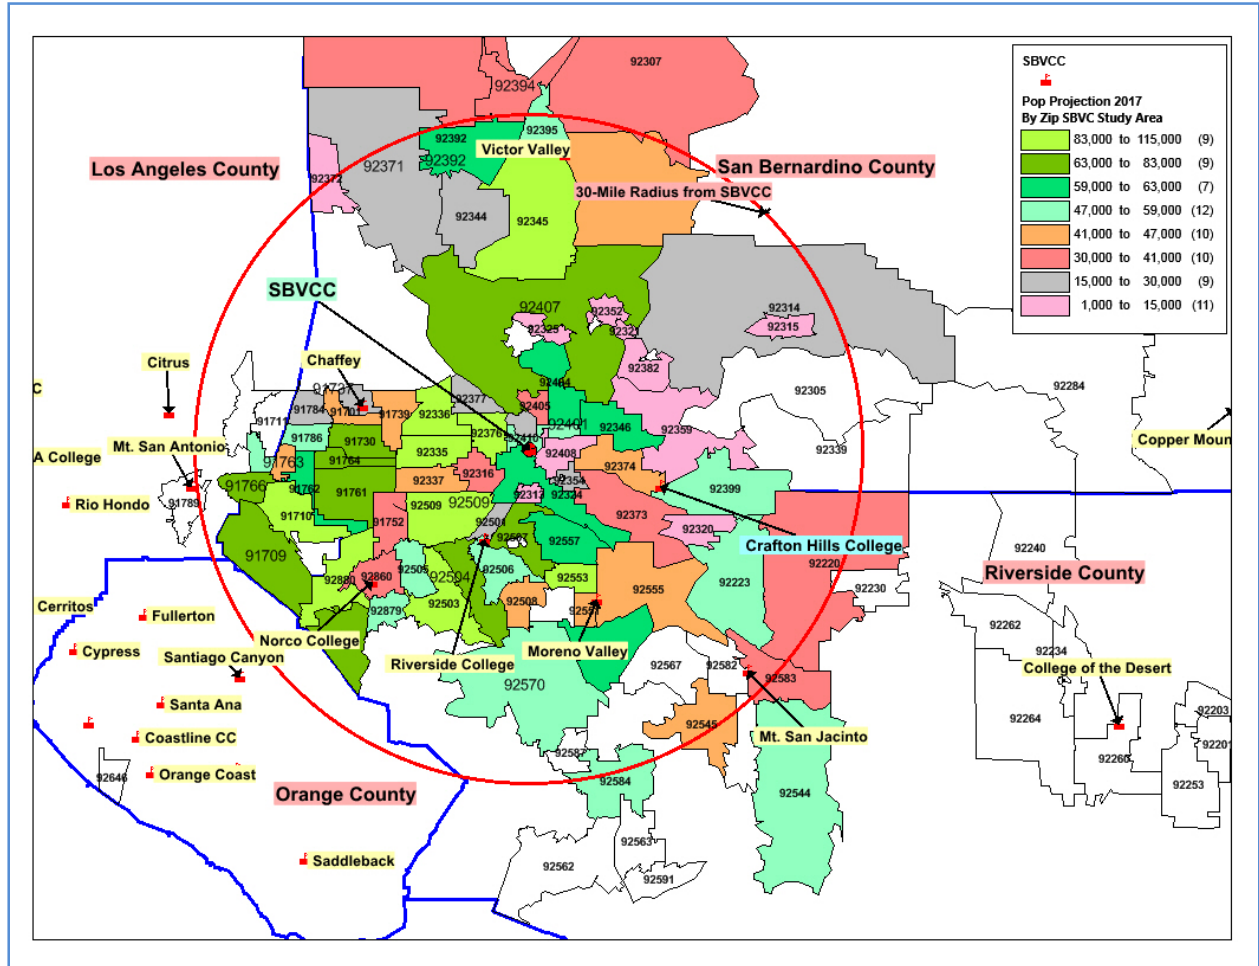 SBVCC
Pop Projection 2017
By Zip SBVC Study Area
83,000 to 115,000 (9)
63,000 to 83,000 (9)
59,000 to 63,000 (7)
47,000 to 59,000 (12)
41,000 to 47,000 (10)
30,000 to 41,000 (10)
15,000 to 30,000 (9)
1,000 to 15,000 (11)
92307
92394
92395
92392
92392
Victor Valley
Los Angeles County
92371
92372
San Bernardino County
30-Mile Radius from SBVCC
92344
92345
SBVCC
92407
92352
92314
92315
92325
92321
Citrus
Chaffey
92382
C
92305
92284
91737
92377
92404
91784
91701
91739
92336
92405
91711
92401
Mt. San Antonio
91786
91730
92376
92410
92346
92359
Copper Moun
92339
A College
91763
91764
92335
92408
92374
91766
91762
91761
92337
92316
92354
92399
Rio Hondo
91789
92313
92324
91710
92509
92509
92373
91752
92501
92320
92507
91709
92557
Crafton Hills College
92240
92880
92860
92505
92504
92506
92553
92555
92223
92220
Riverside County
92230
Cerritos
Fullerton
92879
92503
92508
92551
92262
Norco College
92234
Cypress
Santiago Canyon
Riverside College
Moreno Valley
92567
92582
College of the Desert
92583
92570
Santa Ana
92264
92203
92545
Mt. San Jacinto
Coastline CC
92587
92201
92260
92646
Orange Coast
92584
92253
Orange County
92544
92563
Saddleback
92562
92591